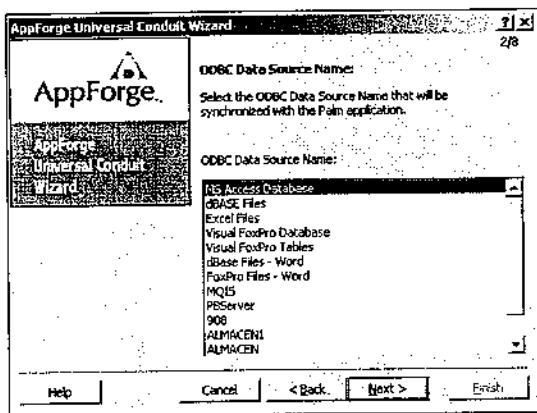 AppForge Universal Conduit Wizard
2/8
AppForge
ODBC Data Source Name:
Select the ODBC Data Source Name that will be
synchronized with the Palm application.
AppForge
Universal Conduit
Wizard
ODBC Data Source Name:
MS Access Database
dBASE Files
Excel Files
Visual FoxPro Database
Visual FoxPro Tables
dBase Files - Word
FoxPro Files - Word
MQIS
PBServer
908
ALMACEN1
ALMACEN
Help
Cancel
< Back
Next >
Finish